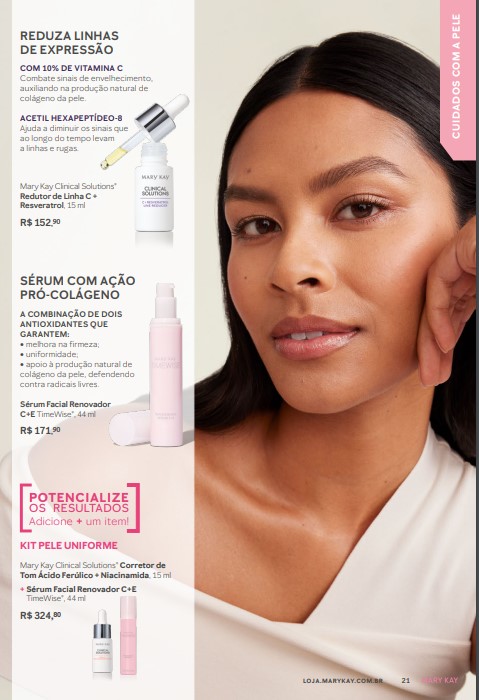 CUIDADOS COM A PELE
REDUZA LINHAS
DE EXPRESSÃO
COM 10% DE VITAMINA C
Combate sinais de envelhecimento,
auxiliando na produção natural de
colágeno da pele.
ACETIL HEXAPEPTÍDEO-8
Ajuda a diminuir os sinais que
ao longo do tempo levam
a linhas e rugas.
MARY KAY
CLINICAL
SOLUTIONS
Mary Kay Clinical Solutions®
Redutor de Linha C +
Resveratrol, 15 ml
R$ 152,90
SÉRUM COM AÇÃO
PRÓ-COLÁGENO
A COMBINAÇÃO DE DOIS
ANTIOXIDANTES QUE
GARANTEM:
• melhora na firmeza;
• uniformidade;
• apoio à produção natural de
colágeno da pele, defendendo
contra radicais livres.
TIMEWISE
Sérum Facial Renovador
C+E TimeWise®, 44 ml
R$ 171,90
POTENCIALIZE
OS RESULTADOS
Adicione + um item!
KIT PELE UNIFORME
Mary Kay Clinical Solutions® Corretor de
Tom Ácido Ferúlico + Niacinamida, 15 ml
+ Sérum Facial Renovador C+E
TimeWise®, 44 ml
R$ 324,80
LOJA.MARYKAY.COM.BR
21
MARY KAY